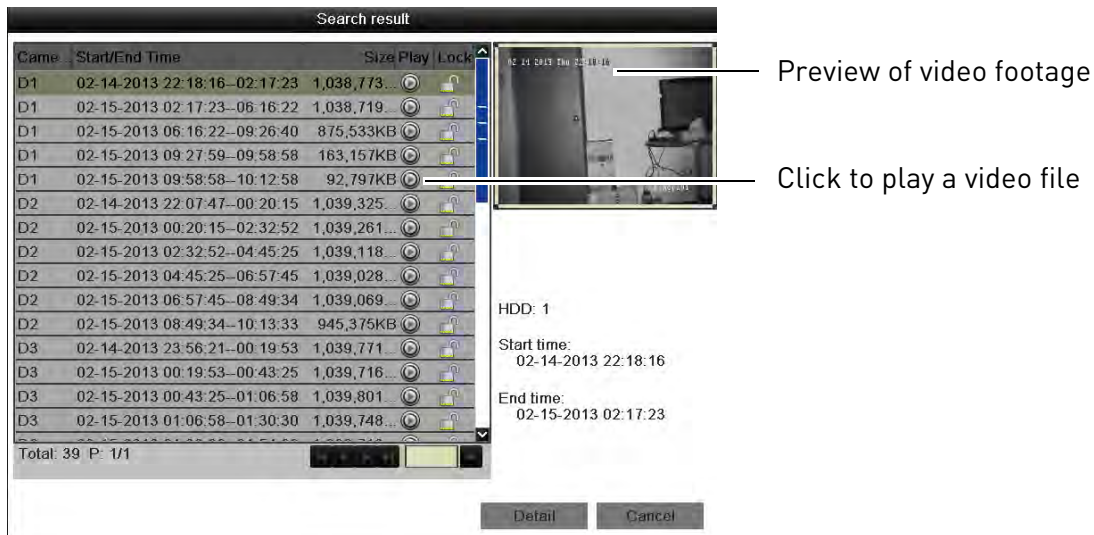 Search result
Came... Start/End Time Size Play Lock
D1 02-14-2013 22:18:16--02:17:23 1,038,773...
D1 02-15-2013 02:17:23--06:16:22 1,038,719...
D1 02-15-2013 06:16:22--09:26:40 875,533KB
D1 02-15-2013 09:27:59--09:58:58 163,157KB
D1 02-15-2013 09:58:58--10:12:58 92,797KB
D2 02-14-2013 22:07:47--00:20:15 1,039,325...
D2 02-15-2013 00:20:15--02:32:52 1,039,261...
D2 02-15-2013 02:32:52--04:45:25 1,039,118...
D2 02-15-2013 04:45:25--06:57:45 1,039,028...
D2 02-15-2013 06:57:45--08:49:34 1,039,069...
D2 02-15-2013 08:49:34--10:13:33 945,375KB
D3 02-14-2013 23:56:21--00:19:53 1,039,771...
D3 02-15-2013 00:19:53--00:43:25 1,039,716...
D3 02-15-2013 00:43:25--01:06:58 1,039,801...
D3 02-15-2013 01:06:58--01:30:30 1,039,748...
Total: 39 P: 1/1
02-14-2013 Thu 22:18:16
Preview of video footage
Click to play a video file
HDD: 1
Start time:
02-14-2013 22:18:16
End time:
02-15-2013 02:17:23
Detail Cancel